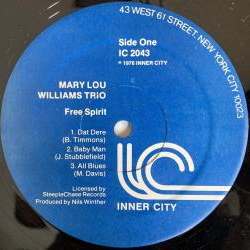 43 WEST 61 STREET, NEW YORK CITY 10023
Side One
IC 2043
℗ 1978 INNER CITY
MARY LOU
WILLIAMS TRIO
Free Spirit
1. Dat Dere
(B. Timmons)
2. Baby Man
(J. Stubblefield)
3. All Blues
(M. Davis)
Licensed by
SteepleChase Records
Produced by Nils Winther
INNER CITY